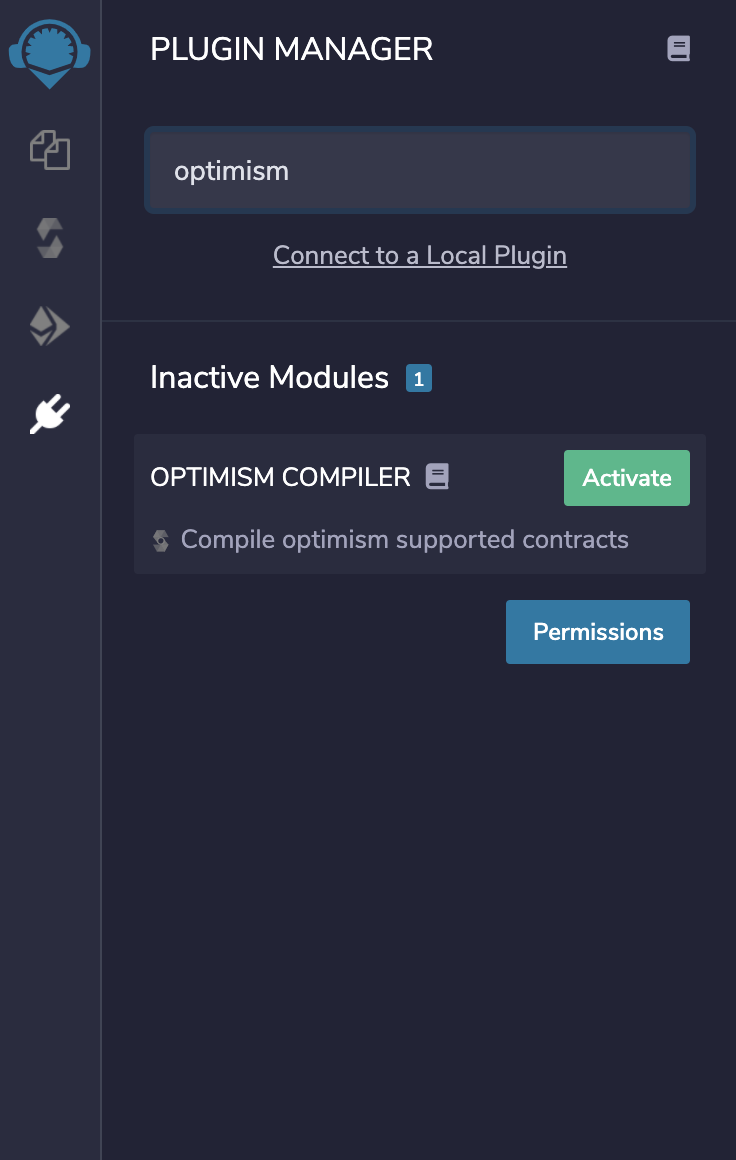 PLUGIN MANAGER
optimism
Connect to a Local Plugin
Inactive Modules 1
OPTIMISM COMPILER Activate
Compile optimism supported contracts
Permissions